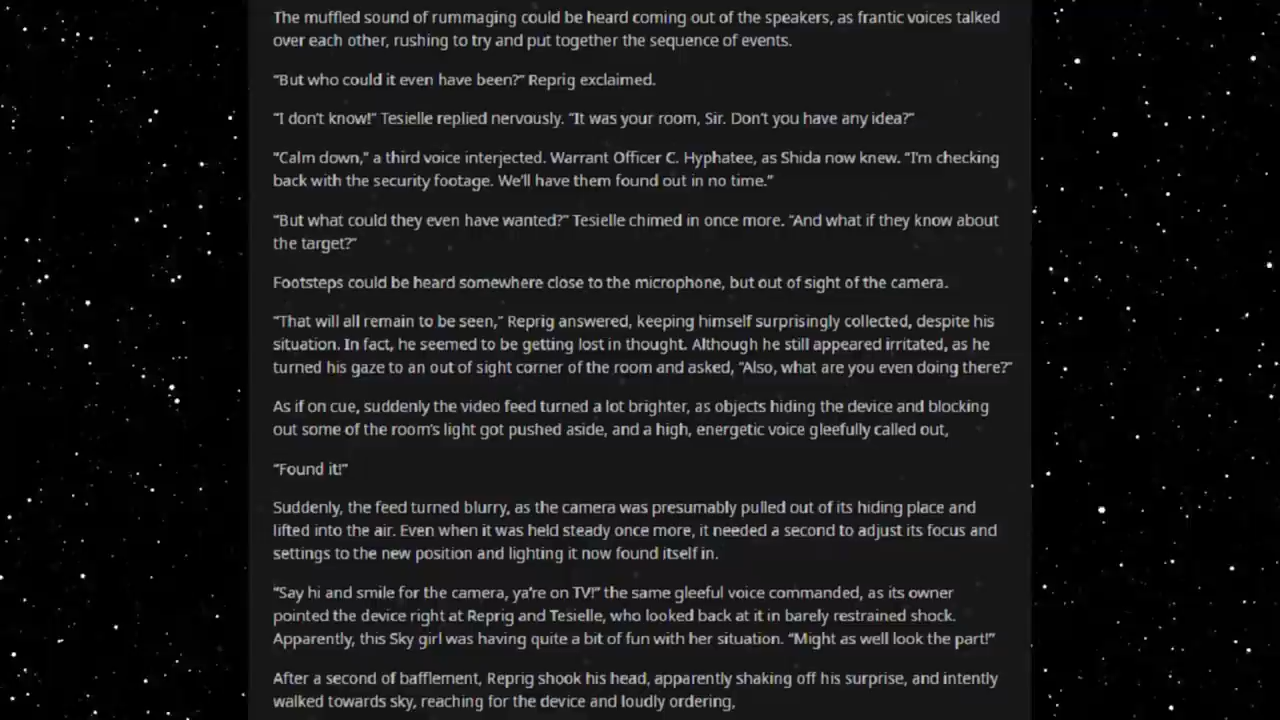 The muffled sound of rummaging could be heard coming out of the speakers, as frantic voices talked
over each other, rushing to try and put together the sequence of events.
“But who could it even have been?” Reprig exclaimed.
“I don’t know!” Tesielle replied nervously. “It was your room, Sir. Don’t you have any idea?”
“Calm down,” a third voice interjected. Warrant Officer C. Hyphatee, as Shida now knew. “I’m checking
back with the security footage. We’ll have them found out in no time.”
“But what could they even have wanted?” Tesielle chimed in once more. “And what if they know about
the target?”
Footsteps could be heard somewhere close to the microphone, but out of sight of the camera.
“That will all remain to be seen,” Reprig answered, keeping himself surprisingly collected, despite his
situation. In fact, he seemed to be getting lost in thought. Although he still appeared irritated, as he
turned his gaze to an out of sight corner of the room and asked, “Also, what are you even doing there?”
As if on cue, suddenly the video feed turned a lot brighter, as objects hiding the device and blocking
out some of the room’s light got pushed aside, and a high, energetic voice gleefully called out,
“Found it!”
Suddenly, the feed turned blurry, as the camera was presumably pulled out of its hiding place and
lifted into the air. Even when it was held steady once more, it needed a second to adjust its focus and
settings to the new position and lighting it now found itself in.
“Say hi and smile for the camera, ya’re on TV!” the same gleeful voice commanded, as its owner
pointed the device right at Reprig and Tesielle, who looked back at it in barely restrained shock.
Apparently, this Sky girl was having quite a bit of fun with her situation. “Might as well look the part!”
After a second of bafflement, Reprig shook his head, apparently shaking off his surprise, and intently
walked towards sky, reaching for the device and loudly ordering,